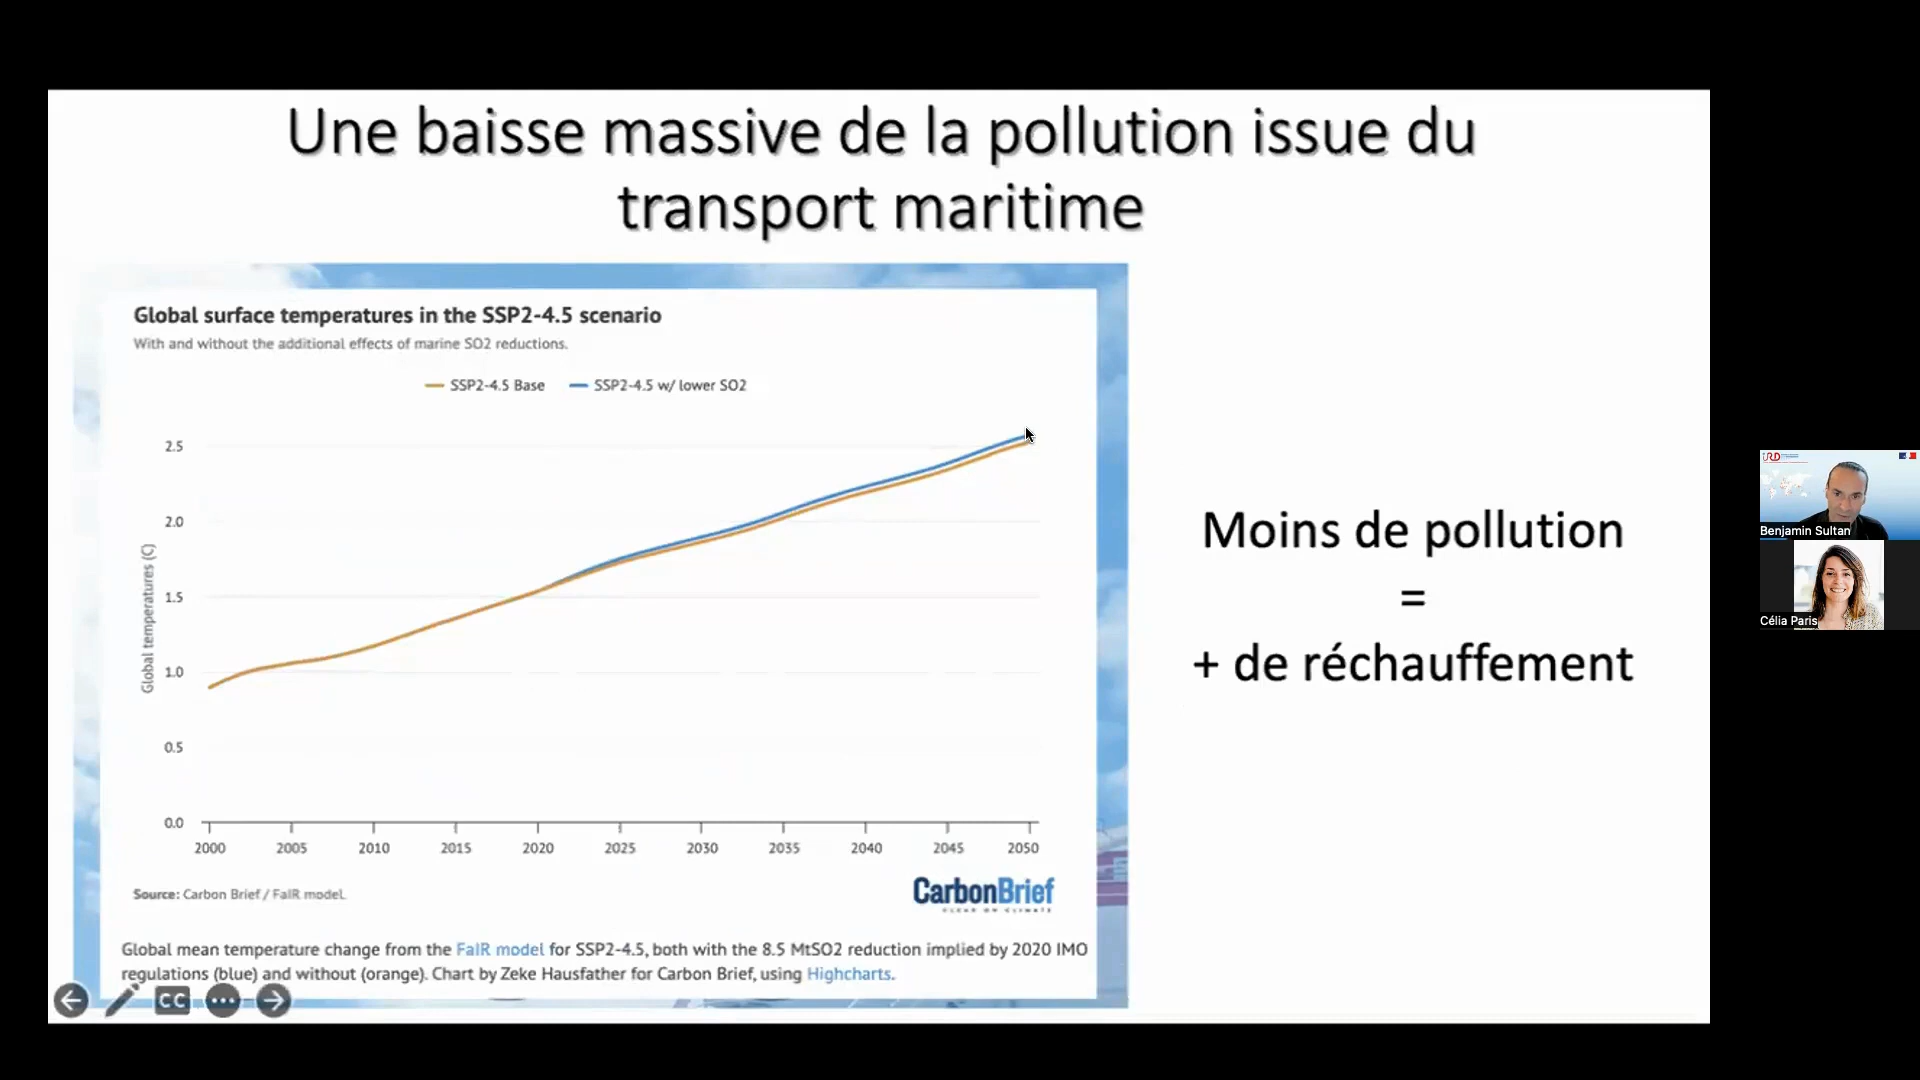 Une baisse massive de la pollution issue du
transport maritime
Global surface temperatures in the SSP2-4.5 scenario
With and without the additional effects of marine SO2 reductions.
SSP2-4.5 Base
SSP2-4.5 w/ lower SO2
Global temperatures (C)
2.5
2.0
1.5
1.0
0.5
0.0
2000 2005 2010 2015 2020 2025 2030 2035 2040 2045 2050
Source: Carbon Brief / FaIR model.
CarbonBrief
CLEAR ON CLIMATE
Global mean temperature change from the FaIR model for SSP2-4.5, both with the 8.5 MtSO2 reduction implied by 2020 IMO
regulations (blue) and without (orange). Chart by Zeke Hausfather for Carbon Brief, using Highcharts.
Moins de pollution
=
+ de réchauffement
CC
IRD
Benjamin Sultan
Célia Paris